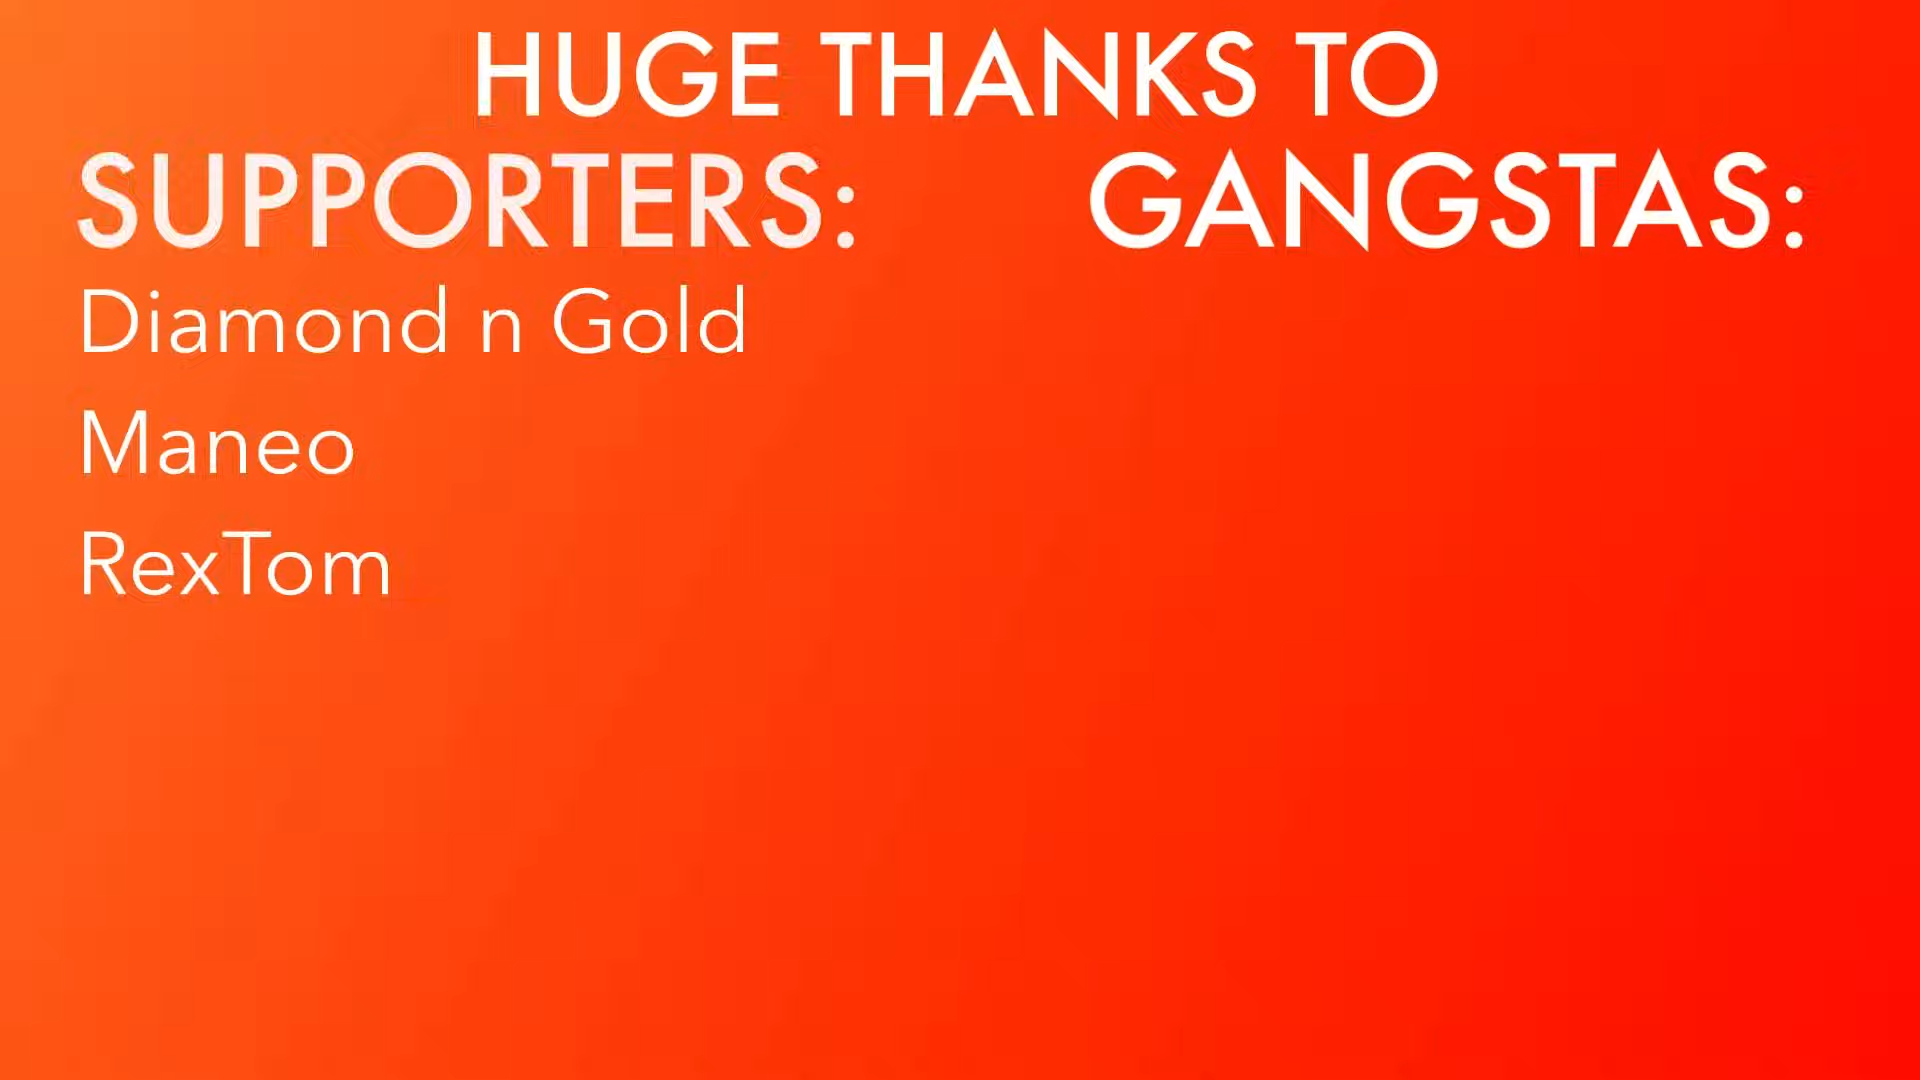 HUGE THANKS TO
SUPPORTERS: GANGSTAS:
Diamond n Gold
Maneo
RexTom